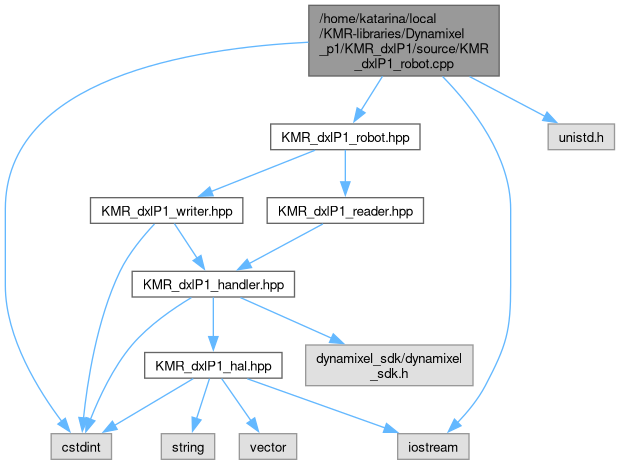 /home/katarina/local
/KMR-libraries/Dynamixel
_p1/KMR_dxlP1/source/KMR
_dxlP1_robot.cpp
KMR_dxlP1_robot.hpp
unistd.h
KMR_dxlP1_writer.hpp
KMR_dxlP1_reader.hpp
KMR_dxlP1_handler.hpp
KMR_dxlP1_hal.hpp
dynamixel_sdk/dynamixel
_sdk.h
cstdint
string
vector
iostream